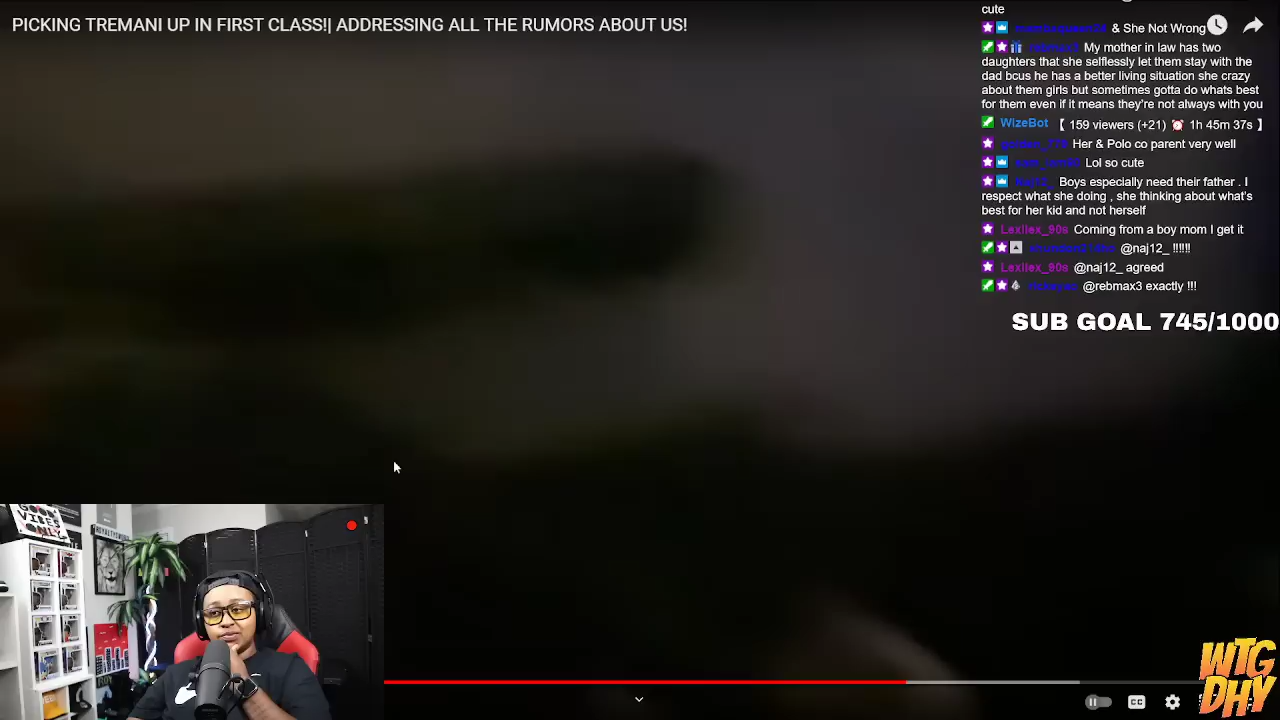 PICKING TREMANI UP IN FIRST CLASS!| ADDRESSING ALL THE RUMORS ABOUT US!
cute
& She Not Wrong
rebmax3 My mother in law has two
daughters that she selflessly let them stay with the
dad bcus he has a better living situation she crazy
about them girls but sometimes gotta do whats best
for them even if it means they're not always with you
WizeBot 【 159 viewers (+21) ⏰ 1h 45m 37s 】
Her & Polo co parent very well
Lol so cute
Naj12_ Boys especially need their father . I
respect what she doing , she thinking about what's
best for her kid and not herself
Lexilex_90s Coming from a boy mom I get it
@naj12_ !!!!!!
Lexilex_90s @naj12_ agreed
@rebmax3 exactly !!!
SUB GOAL 745/1000
GOOD
VIBES
ONLY
CC
WTG
DHY